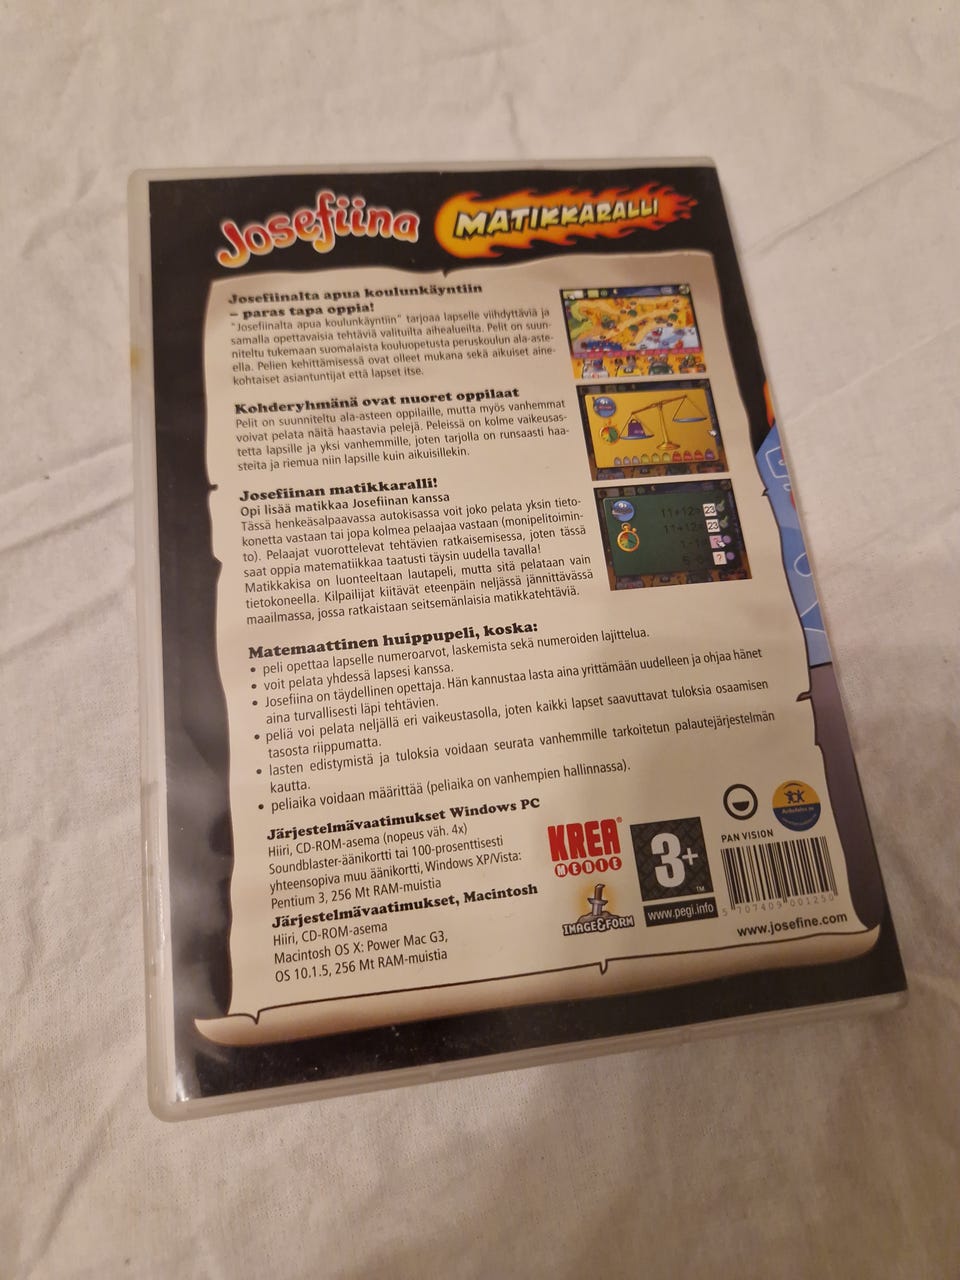 Josefiina MATIKKARALLI
Josefiinalta apua koulunkäyntiin
– paras tapa oppia!
"Josefiinalta apua koulunkäyntiin" tarjoaa lapselle viihdyttäviä ja
samalla opettavaisia tehtäviä valituilta aihealueilta. Pelit on suun-
niteltu tukemaan suomalaista kouluopetusta peruskoulun ala-aste-
ella. Pelien kehittämisessä ovat olleet mukana sekä aikuiset aine-
kohtaiset asiantuntijat että lapset itse.
Kohderyhmänä ovat nuoret oppilaat
Pelit on suunniteltu ala-asteen oppilaille, mutta myös vanhemmat
voivat pelata näitä haastavia pelejä. Peleissä on kolme vaikeusas-
tetta lapsille ja yksi vanhemmille, joten tarjolla on runsaasti haa-
steita ja riemua niin lapsille kuin aikuisillekin.
Josefiinan matikkaralli!
Opi lisää matikkaa Josefiinan kanssa
Tässä henkeäsalpaavassa autokisassa voit joko pelata yksin tieto-
konetta vastaan tai jopa kolmea pelaajaa vastaan (monipelitoimin-
to). Pelaajat vuorottelevat tehtävien ratkaisemisessa, joten tässä
saat oppia matematiikkaa taatusti täysin uudella tavalla!
Matikkakisa on luonteeltaan lautapeli, mutta sitä pelataan vain
tietokoneella. Kilpailijat kiitävät eteenpäin neljässä jännittävässä
maailmassa, jossa ratkaistaan seitsemänlaisia matikkatehtäviä.
11+12= 23
11+12= 23
Matemaattinen huippupeli, koska:
• peli opettaa lapselle numeroarvot, laskemista sekä numeroiden lajittelua.
• voit pelata yhdessä lapsesi kanssa.
• Josefiina on täydellinen opettaja. Hän kannustaa lasta aina yrittämään uudelleen ja ohjaa hänet
aina turvallisesti läpi tehtävien.
• peliä voi pelata neljällä eri vaikeustasolla, joten kaikki lapset saavuttavat tuloksia osaamisen
tasosta riippumatta.
• lasten edistymistä ja tuloksia voidaan seurata vanhemmille tarkoitetun palautejärjestelmän
kautta.
• peliaika voidaan määrittää (peliaika on vanhempien hallinnassa).
Järjestelmävaatimukset Windows PC
Hiiri, CD-ROM-asema (nopeus väh. 4x)
Soundblaster-äänikortti tai 100-prosenttisesti
yhteensopiva muu äänikortti, Windows XP/Vista:
Pentium 3, 256 Mt RAM-muistia
Järjestelmävaatimukset, Macintosh
Hiiri, CD-ROM-asema
Macintosh OS X: Power Mac G3,
OS 10.1.5, 256 Mt RAM-muistia
KREA
MEDIE
IMAGE&FORM
3+
TM
www.pegi.info
PAN VISION
5 707409 001250
www.josefine.com